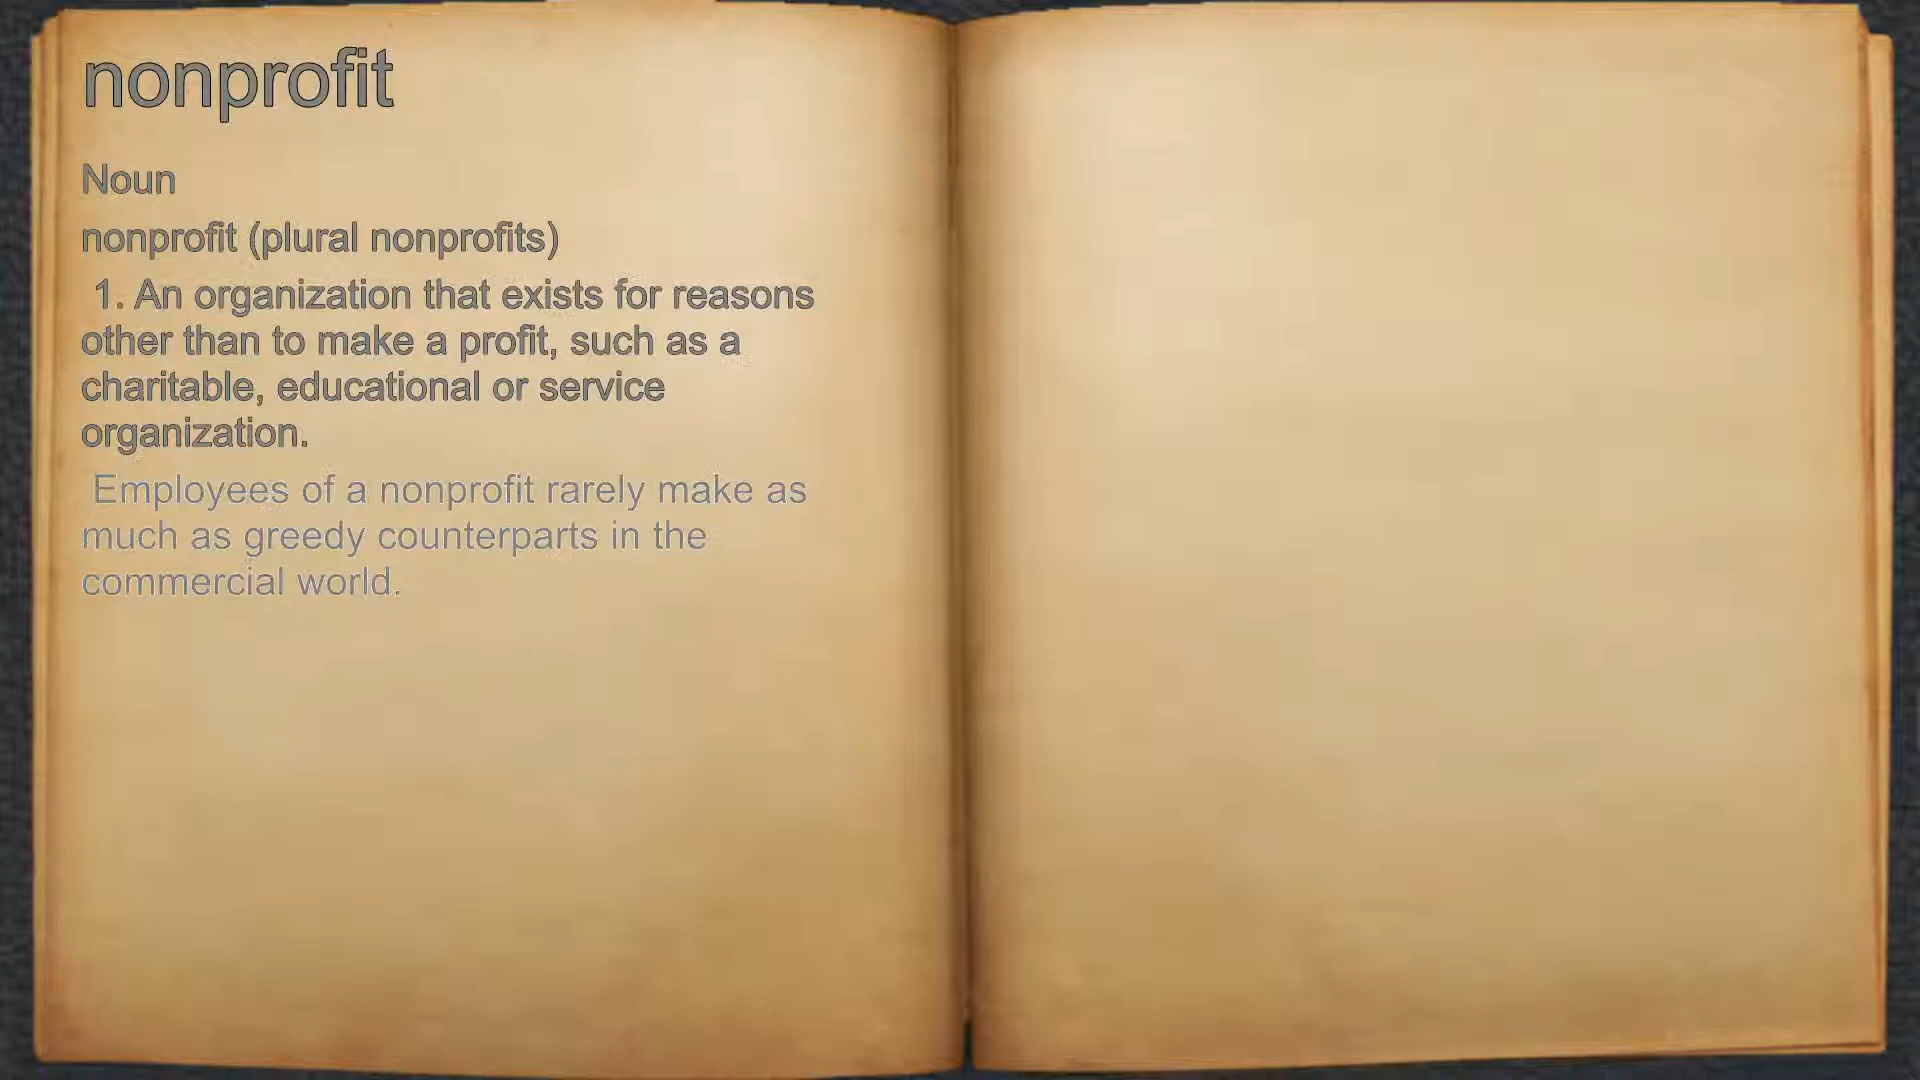 nonprofit
Noun
nonprofit (plural nonprofits)
1. An organization that exists for reasons
other than to make a profit, such as a
charitable, educational or service
organization.
Employees of a nonprofit rarely make as
much as greedy counterparts in the
commercial world.